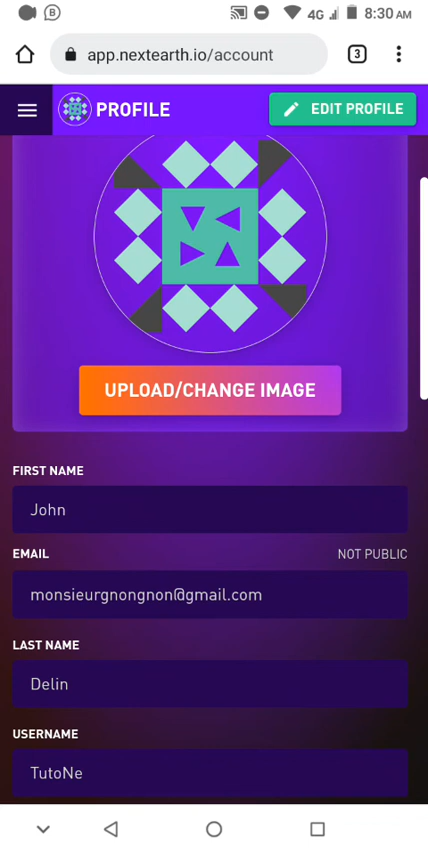 B 4G 8:30 AM
app.nextearth.io/account 3
PROFILE EDIT PROFILE
UPLOAD/CHANGE IMAGE
FIRST NAME
John
EMAIL NOT PUBLIC
monsieurgnongnon@gmail.com
LAST NAME
Delin
USERNAME
TutoNe